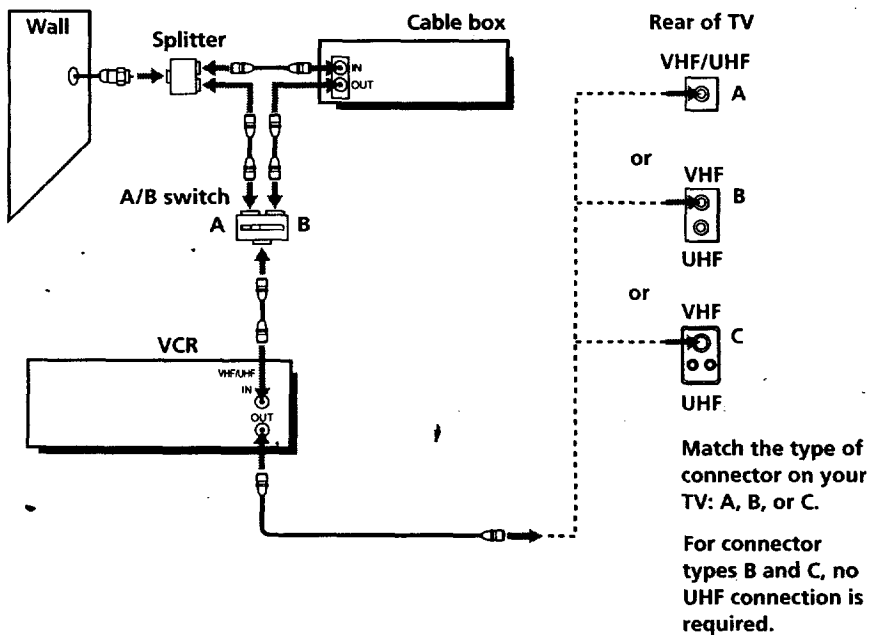 Wall
Splitter
Cable box
IN
OUT
Rear of TV
VHF/UHF
A
or
VHF
B
UHF
or
VHF
C
UHF
A/B switch
A
B
VCR
VHF/UHF
IN
OUT
Match the type of
connector on your
TV: A, B, or C.
For connector
types B and C, no
UHF connection is
required.